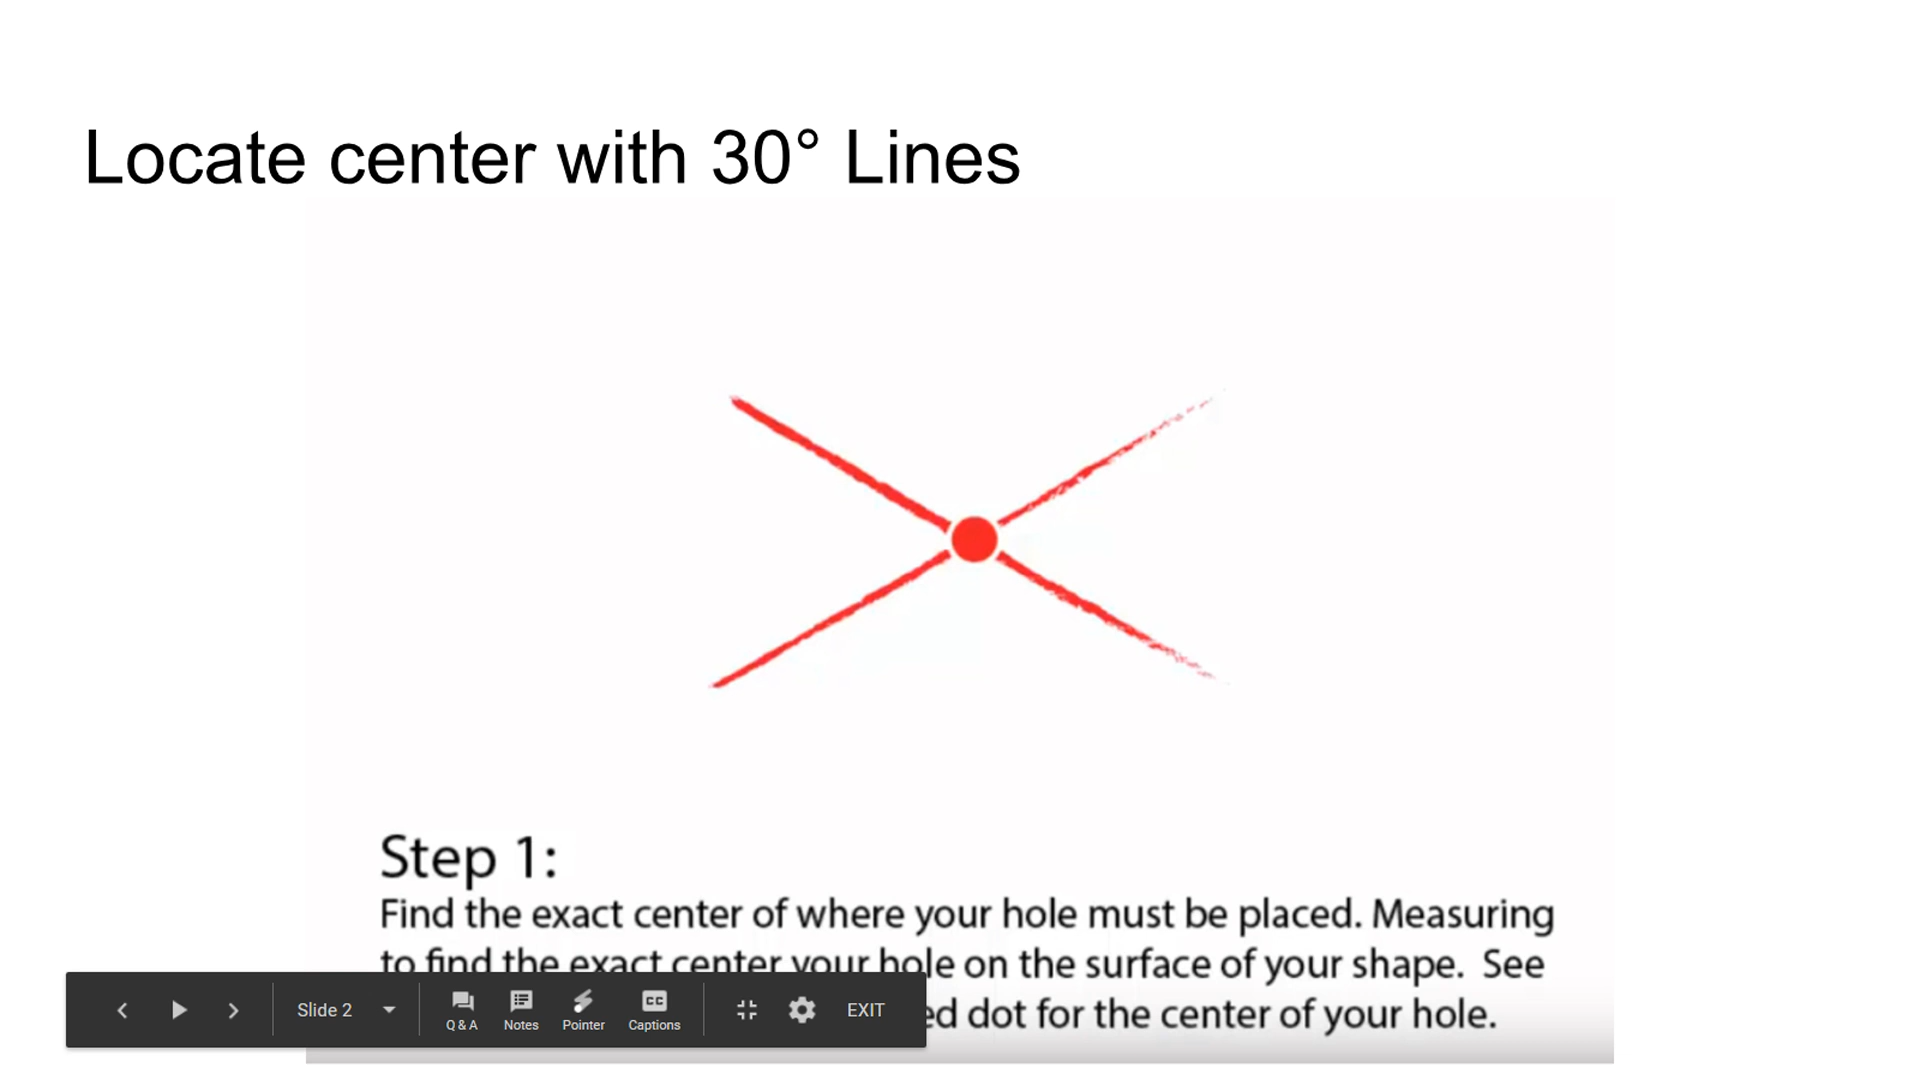 Locate center with 30° Lines
Step 1:
Find the exact center of where your hole must be placed. Measuring
to find the exact center your hole on the surface of your shape. See
dot for the center of your hole.
Slide 2
Q & A
Notes
Pointer
CC
Captions
EXIT